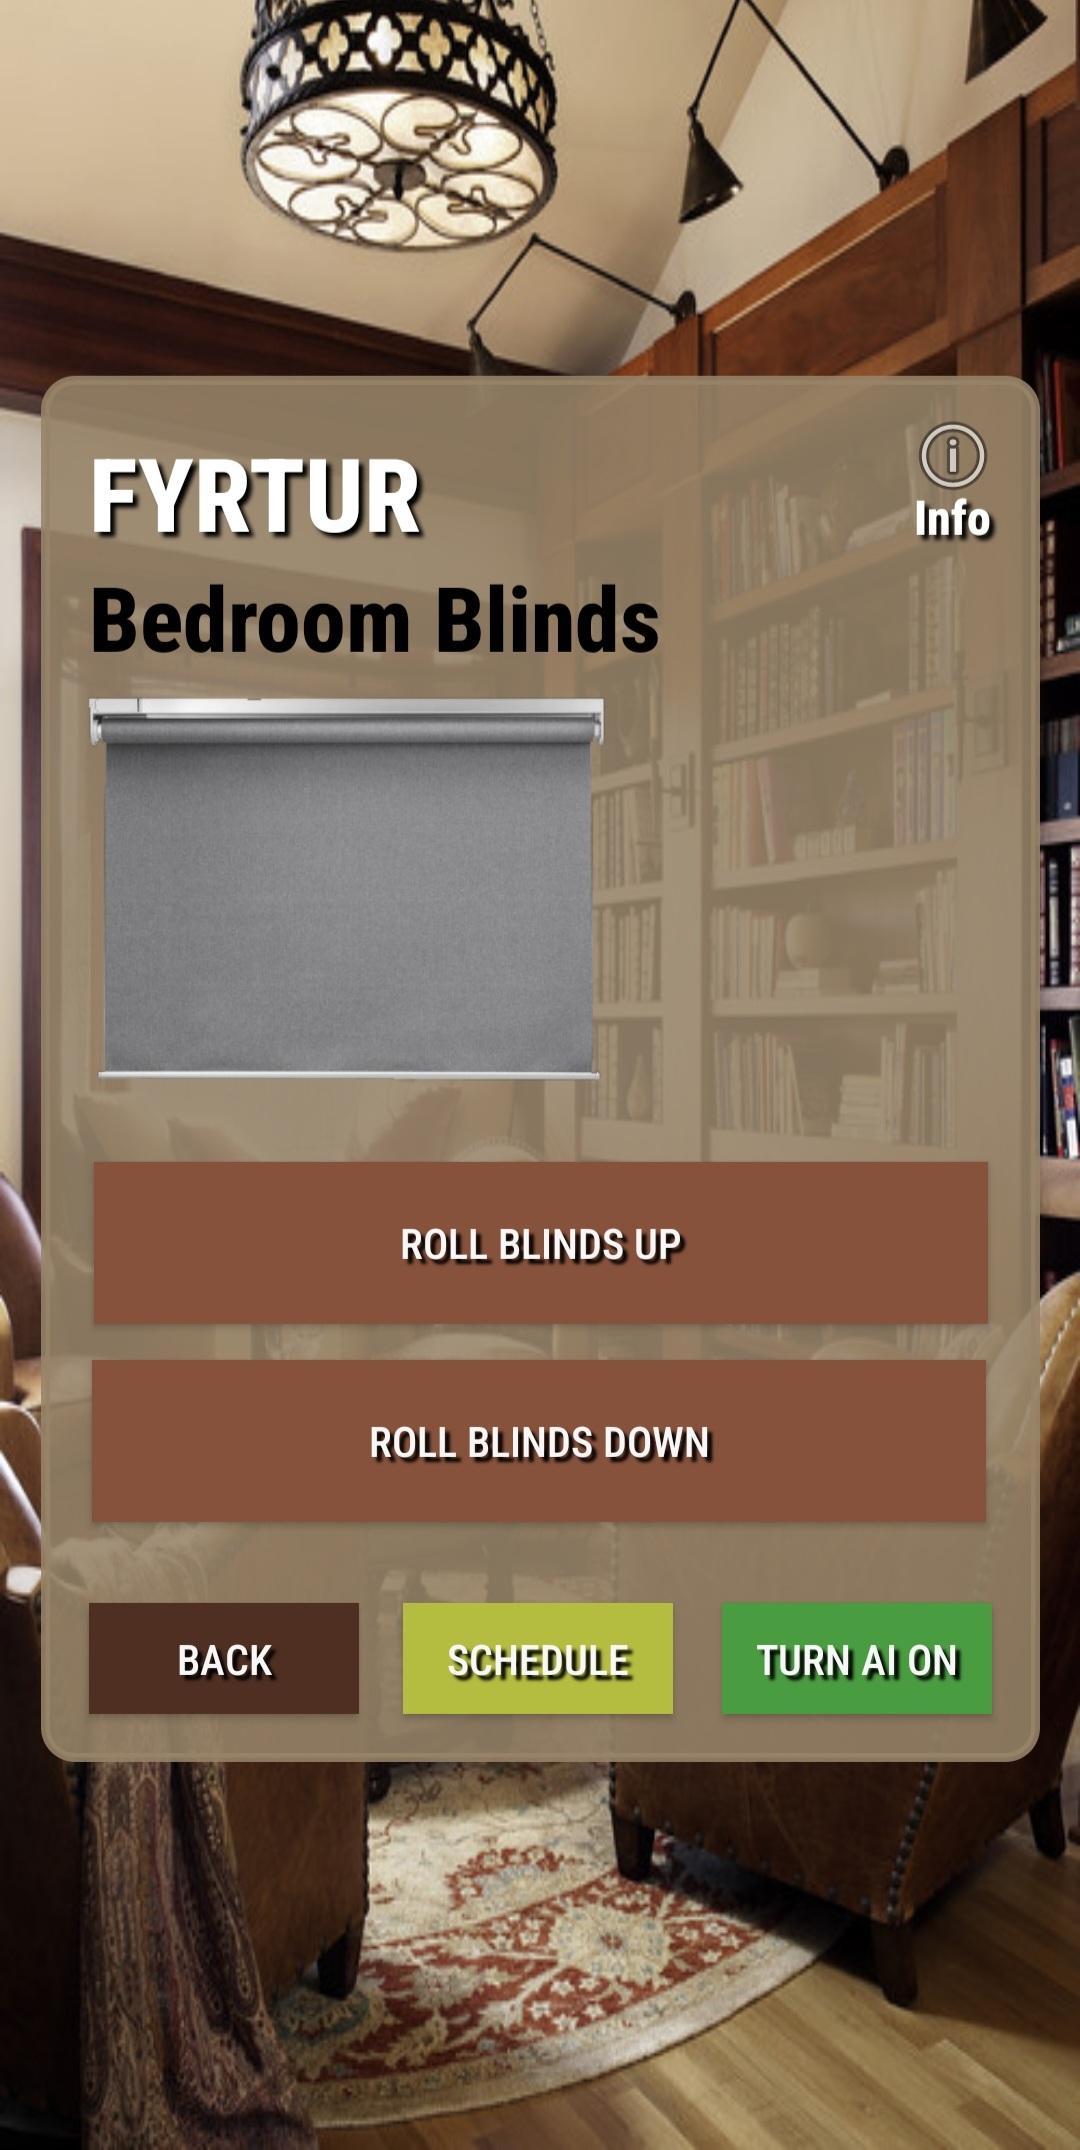 FYRTUR
Info
Bedroom Blinds
ROLL BLINDS UP
ROLL BLINDS DOWN
BACK
SCHEDULE
TURN AI ON